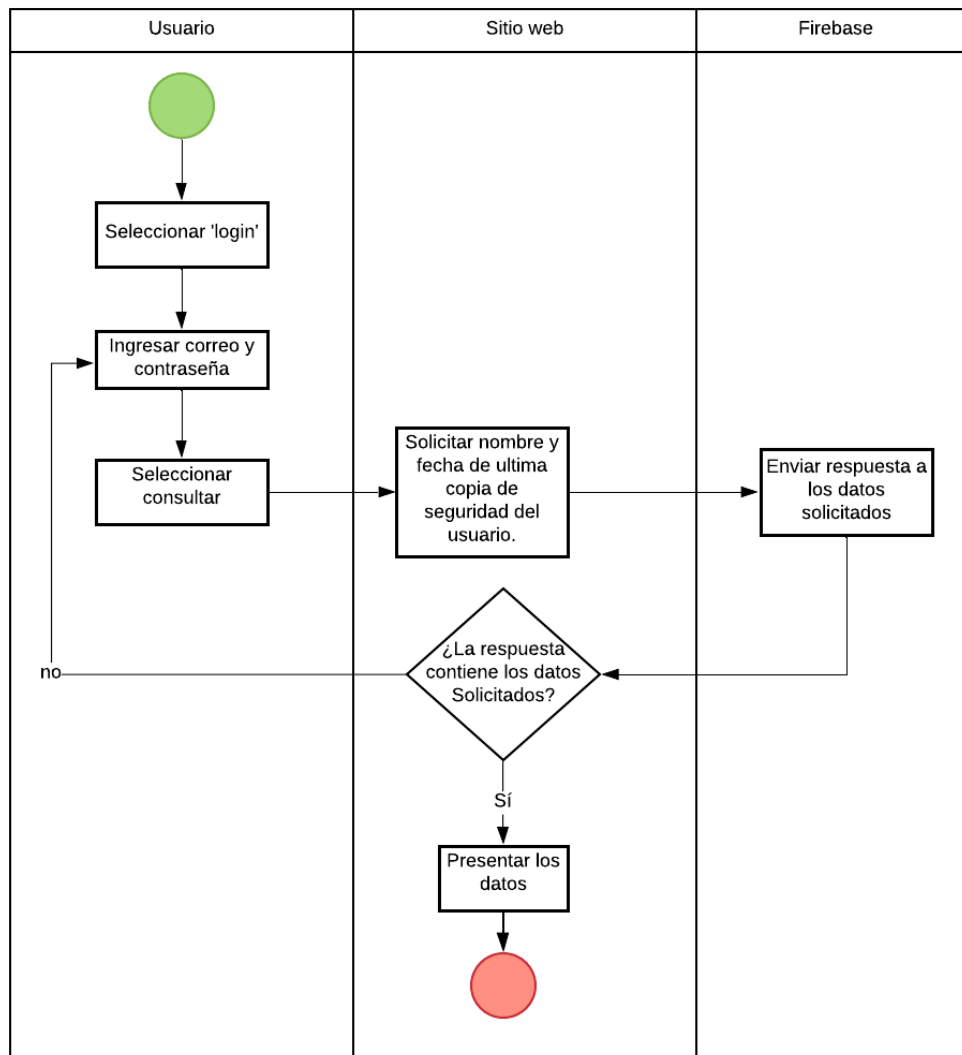 Usuario
Sitio web
Firebase
Seleccionar 'login'
Ingresar correo y
contraseña
Seleccionar
consultar
Solicitar nombre y
fecha de ultima
copia de
seguridad del
usuario.
Enviar respuesta a
los datos
solicitados
¿La respuesta
contiene los datos
Solicitados?
no
Sí
Presentar los
datos